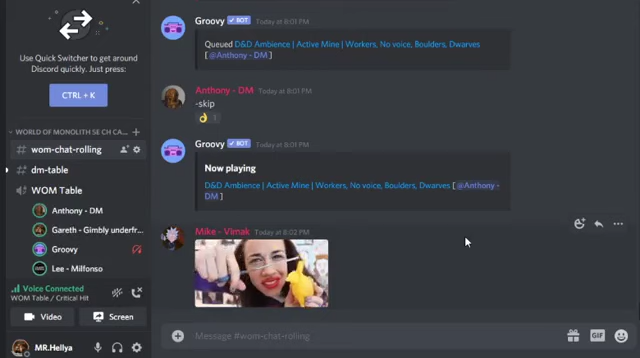 Use Quick Switcher to get around
Discord quickly. Just press:
CTRL + K
WORLD OF MONOLITH SE CH CA...
# wom-chat-rolling
# dm-table
WOM Table
Anthony - DM
Gareth - Gimbly underfr...
Groovy
Lee - Milfonso
Voice Connected
WOM Table / Critical Hit
Video
Screen
MR.Hellya
Groovy BOT Today at 8:01 PM
Queued D&D Ambience | Active Mine | Workers, No voice, Boulders, Dwarves
[@Anthony - DM]
Anthony - DM Today at 8:01 PM
-skip
1
Groovy BOT Today at 8:01 PM
Now playing
D&D Ambience | Active Mine | Workers, No voice, Boulders, Dwarves [@Anthony -
DM]
Mike - Vimak Today at 8:02 PM
Message #wom-chat-rolling
GIF